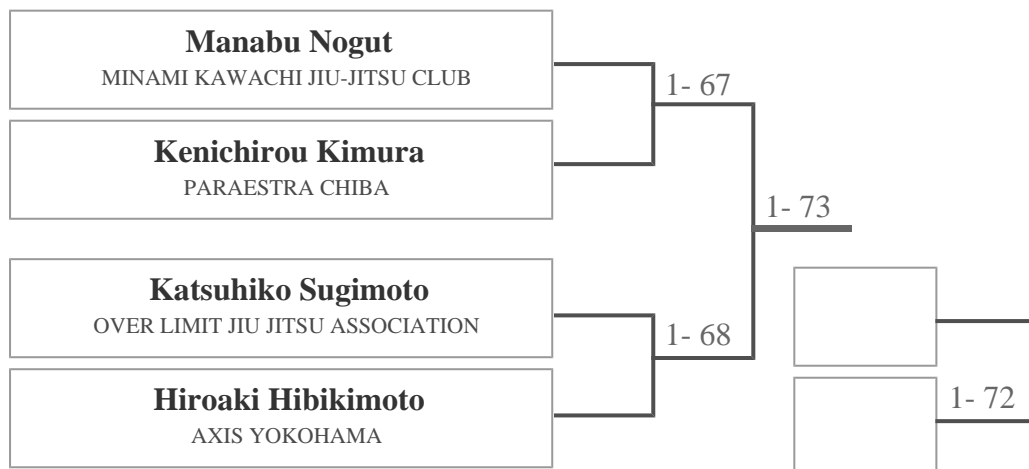 Manabu Nogut
MINAMI KAWACHI JIU-JITSU CLUB
1- 67
Kenichirou Kimura
PARAESTRA CHIBA
1- 73
Katsuhiko Sugimoto
OVER LIMIT JIU JITSU ASSOCIATION
1- 68
Hiroaki Hibikimoto
AXIS YOKOHAMA
1- 72